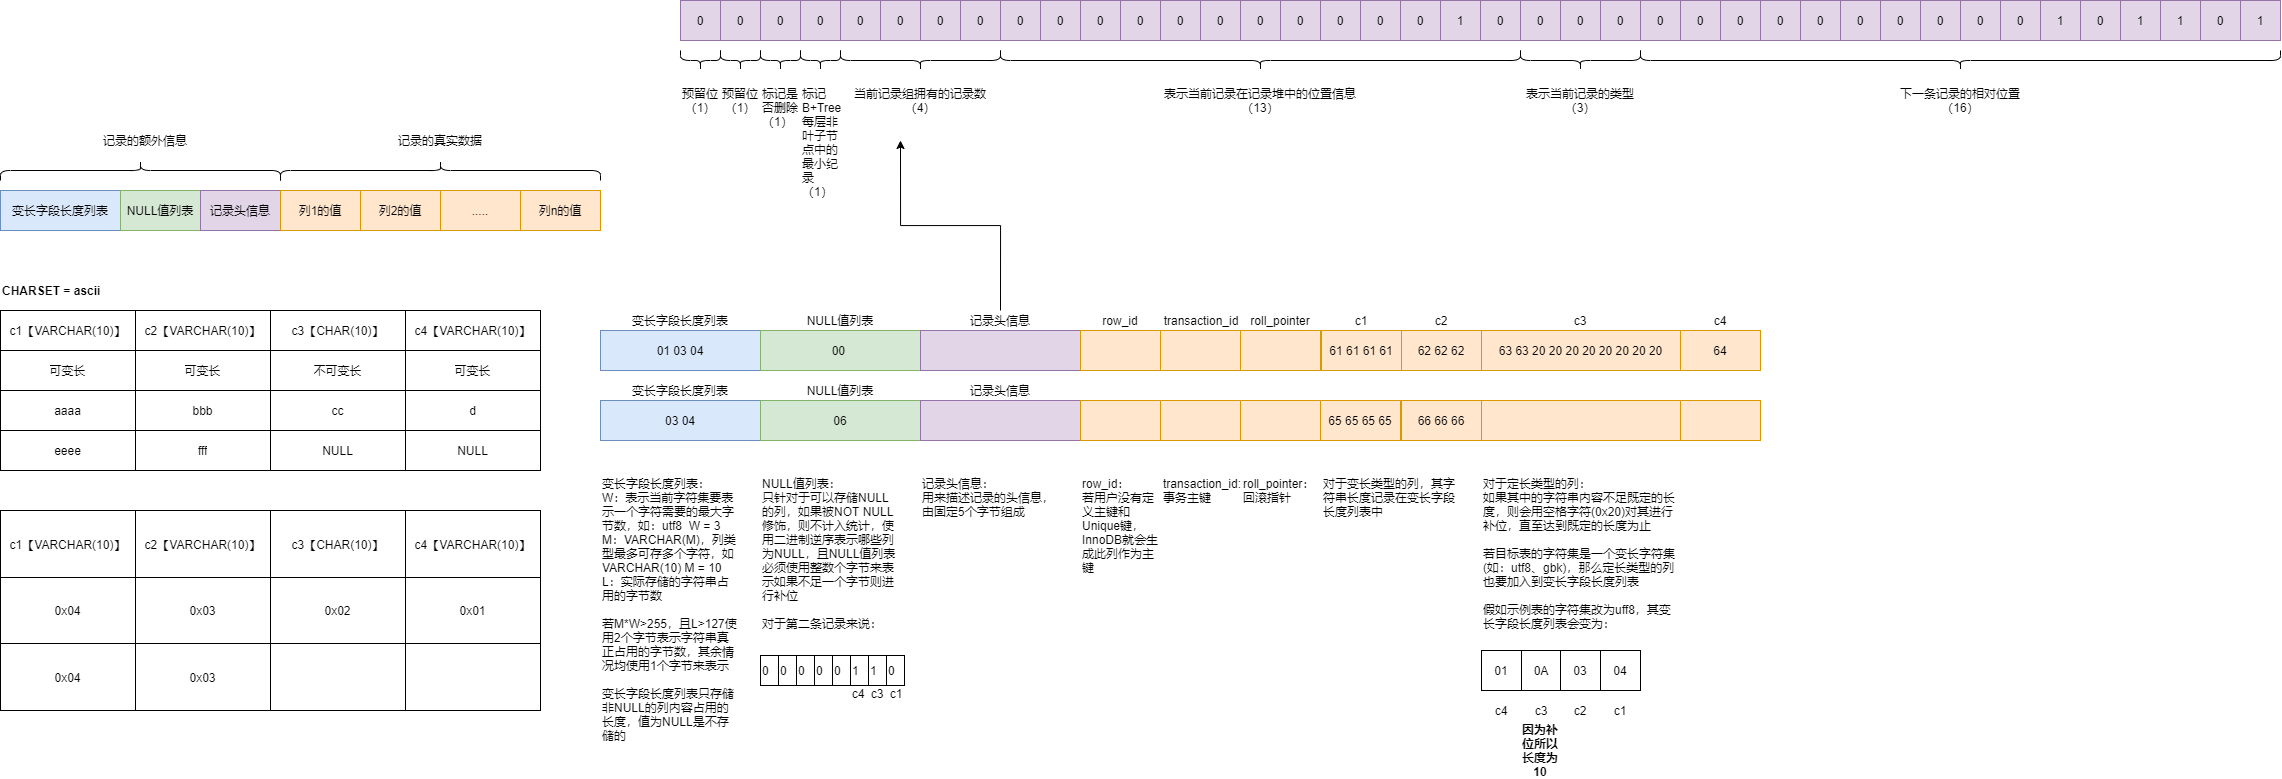 0 0 0 0 0 0 0 0 0 0 0 0 0 0 0 0 0 0 0 1 0 0 0 0 0 0 0 0 0 0 0 0 0 0 1 0 1 1 0 1
预留位
（1）
预留位
（1）
标记是
否删除
（1）
标记
B+Tree
每层非
叶子节
点中的
最小纪
录
（1）
当前记录组拥有的记录数
（4）
表示当前记录在记录堆中的位置信息
（13）
表示当前记录的类型
（3）
下一条记录的相对位置
（16）
记录的额外信息
记录的真实数据
变长字段长度列表 NULL值列表 记录头信息 列1的值 列2的值 ..... 列n的值
CHARSET = ascii
c1【VARCHAR(10)】 c2【VARCHAR(10)】 c3【CHAR(10)】 c4【VARCHAR(10)】
可变长 可变长 不可变长 可变长
aaaa bbb cc d
eeee fff NULL NULL
c1【VARCHAR(10)】 c2【VARCHAR(10)】 c3【CHAR(10)】 c4【VARCHAR(10)】
0x04 0x03 0x02 0x01
0x04 0x03
变长字段长度列表 NULL值列表 记录头信息 row_id transaction_id roll_pointer c1 c2 c3 c4
01 03 04 00 61 61 61 61 62 62 62 63 63 20 20 20 20 20 20 20 20 64
变长字段长度列表 NULL值列表 记录头信息
03 04 06 65 65 65 65 66 66 66
变长字段长度列表：
W：表示当前字符集要表
示一个字符需要的最大字
节数，如：utf8 W = 3
M：VARCHAR(M)，列类
型最多可存多个字符，如
VARCHAR(10) M = 10
L：实际存储的字符串占
用的字节数
若M*W>255，且L>127使
用2个字节表示字符串真
正占用的字节数，其余情
况均使用1个字节来表示
变长字段长度列表只存储
非NULL的列内容占用的
长度，值为NULL是不存
储的
NULL值列表：
只针对于可以存储NULL
的列，如果被NOT NULL
修饰，则不计入统计，使
用二进制逆序表示哪些列
为NULL，且NULL值列表
必须使用整数个字节来表
示如果不足一个字节则进
行补位
对于第二条记录来说：
0 0 0 0 0 1 1 0
c4 c3 c1
记录头信息：
用来描述记录的头信息，
由固定5个字节组成
row_id：
若用户没有定
义主键和
Unique键，
InnoDB就会生
成此列作为主
键
transaction_id:
事务主键
roll_pointer：
回滚指针
对于变长类型的列，其字
符串长度记录在变长字段
长度列表中
对于定长类型的列：
如果其中的字符串内容不足既定的长
度，则会用空格字符(0x20)对其进行
补位，直至达到既定的长度为止
若目标表的字符集是一个变长字符集
(如：utf8、gbk)，那么定长类型的列
也要加入到变长字段长度列表
假如示例表的字符集改为uff8，其变
长字段长度列表会变为：
01 0A 03 04
c4 c3 c2 c1
因为补
位所以
长度为
10